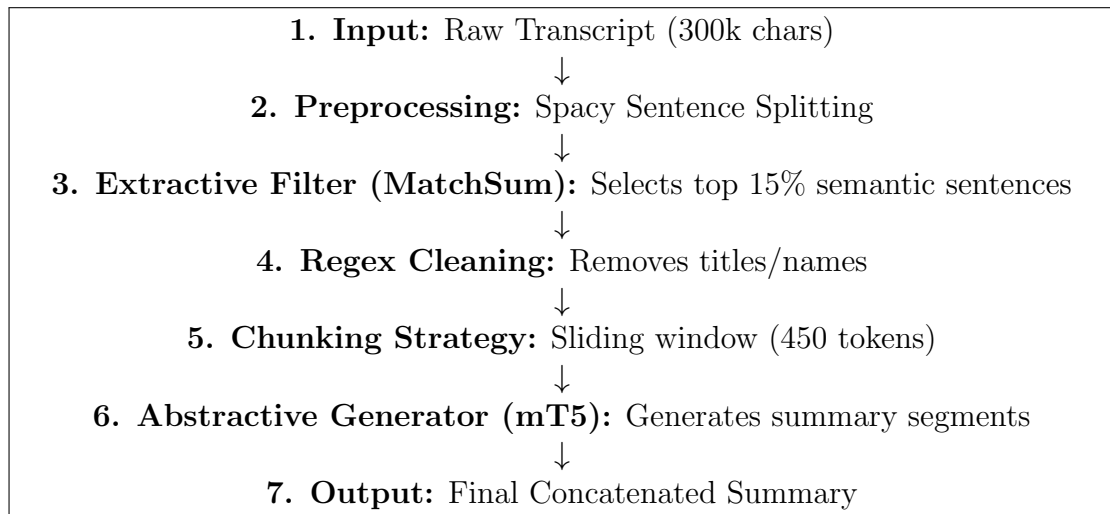 1. Input: Raw Transcript (300k chars)
↓
2. Preprocessing: Spacy Sentence Splitting
↓
3. Extractive Filter (MatchSum): Selects top 15% semantic sentences
↓
4. Regex Cleaning: Removes titles/names
↓
5. Chunking Strategy: Sliding window (450 tokens)
↓
6. Abstractive Generator (mT5): Generates summary segments
↓
7. Output: Final Concatenated Summary